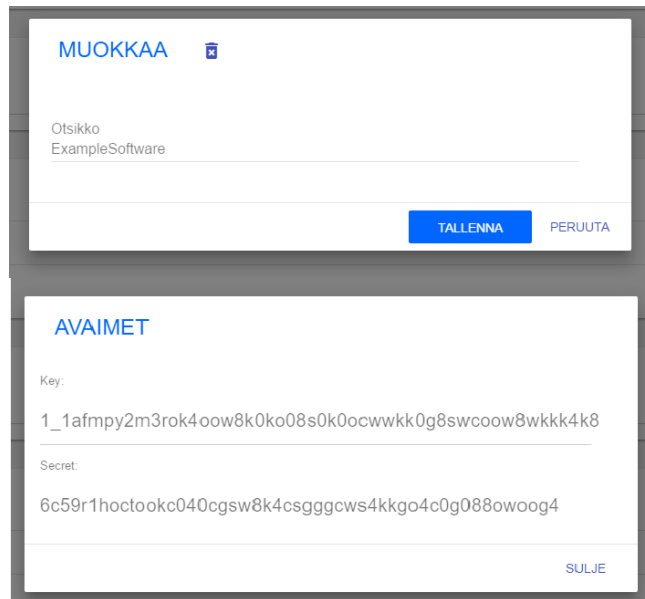 MUOKKAA
Otsikko
ExampleSoftware
TALLENNA PERUUTA
AVAIMET
Key:
1_1afmpy2m3rok4oow8k0ko08s0k0ocwwkk0g8swcoow8wkkk4k8
Secret:
6c59r1hoctookc040cgsw8k4csgggcws4kkgo4c0g088owoog4
SULJE